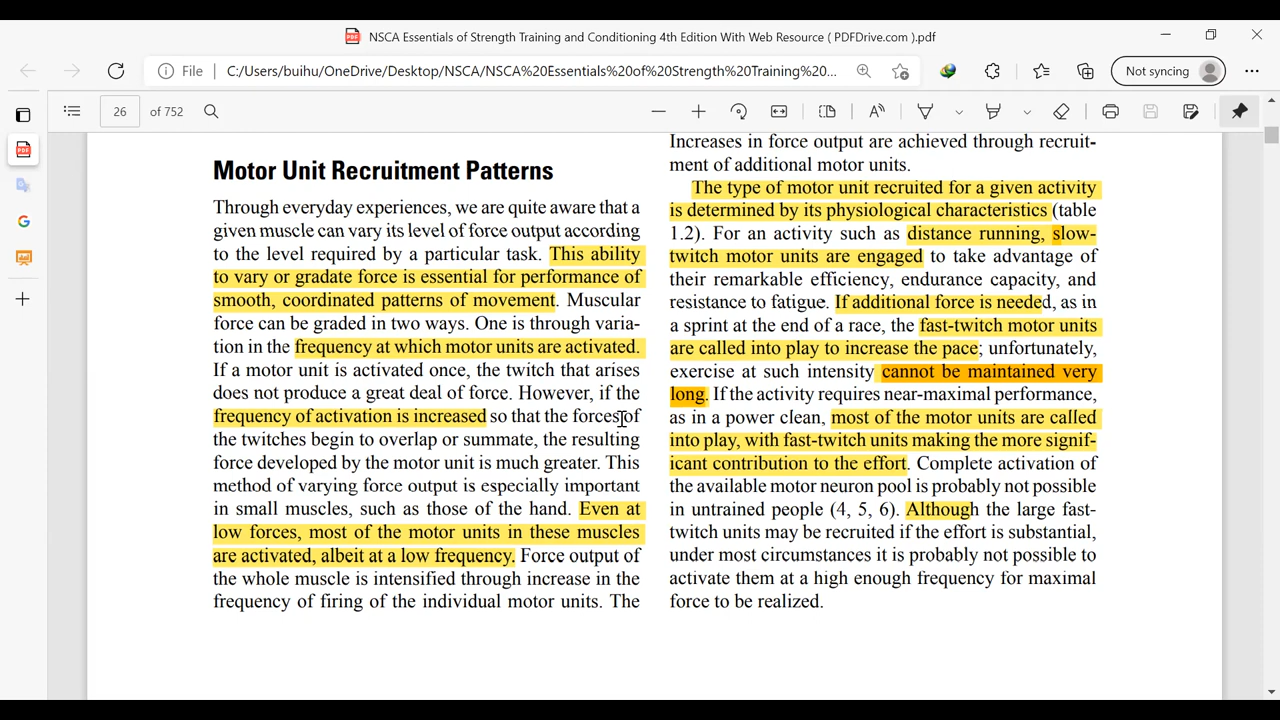 NSCA Essentials of Strength Training and Conditioning 4th Edition With Web Resource ( PDFDrive.com ).pdf
File
C:/Users/buihu/OneDrive/Desktop/NSCA/NSCA%20Essentials%20of%20Strength%20Training%20...
Not syncing
26 of 752
Motor Unit Recruitment Patterns
Through everyday experiences, we are quite aware that a
given muscle can vary its level of force output according
to the level required by a particular task. This ability
to vary or gradate force is essential for performance of
smooth, coordinated patterns of movement. Muscular
force can be graded in two ways. One is through varia-
tion in the frequency at which motor units are activated.
If a motor unit is activated once, the twitch that arises
does not produce a great deal of force. However, if the
frequency of activation is increased so that the forces of
the twitches begin to overlap or summate, the resulting
force developed by the motor unit is much greater. This
method of varying force output is especially important
in small muscles, such as those of the hand. Even at
low forces, most of the motor units in these muscles
are activated, albeit at a low frequency. Force output of
the whole muscle is intensified through increase in the
frequency of firing of the individual motor units. The
Increases in force output are achieved through recruit-
ment of additional motor units.
The type of motor unit recruited for a given activity
is determined by its physiological characteristics (table
1.2). For an activity such as distance running, slow-
twitch motor units are engaged to take advantage of
their remarkable efficiency, endurance capacity, and
resistance to fatigue. If additional force is needed, as in
a sprint at the end of a race, the fast-twitch motor units
are called into play to increase the pace; unfortunately,
exercise at such intensity cannot be maintained very
long. If the activity requires near-maximal performance,
as in a power clean, most of the motor units are called
into play, with fast-twitch units making the more signif-
icant contribution to the effort. Complete activation of
the available motor neuron pool is probably not possible
in untrained people (4, 5, 6). Although the large fast-
twitch units may be recruited if the effort is substantial,
under most circumstances it is probably not possible to
activate them at a high enough frequency for maximal
force to be realized.